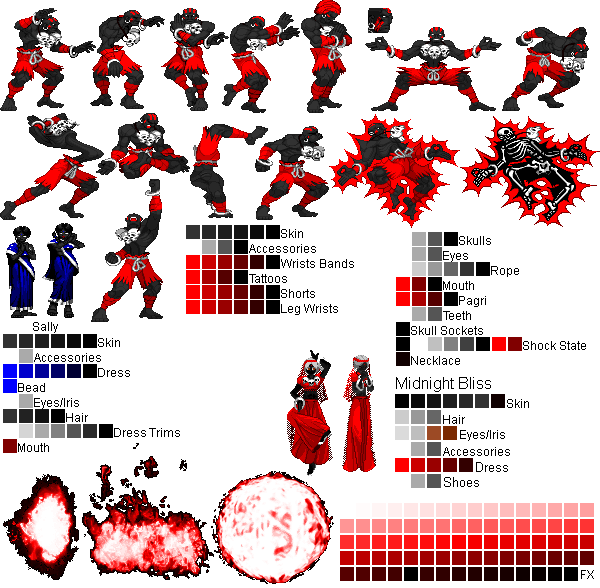 Skin
Accessories
Wrists Bands
Tattoos
Shorts
Leg Wrists
Skulls
Eyes
Rope
Mouth
Pagri
Teeth
Skull Sockets
Shock State
Necklace
Sally
Skin
Accessories
Dress
Bead
Eyes/Iris
Hair
Dress Trims
Mouth
Midnight Bliss
Skin
Hair
Eyes/Iris
Accessories
Dress
Shoes
FX